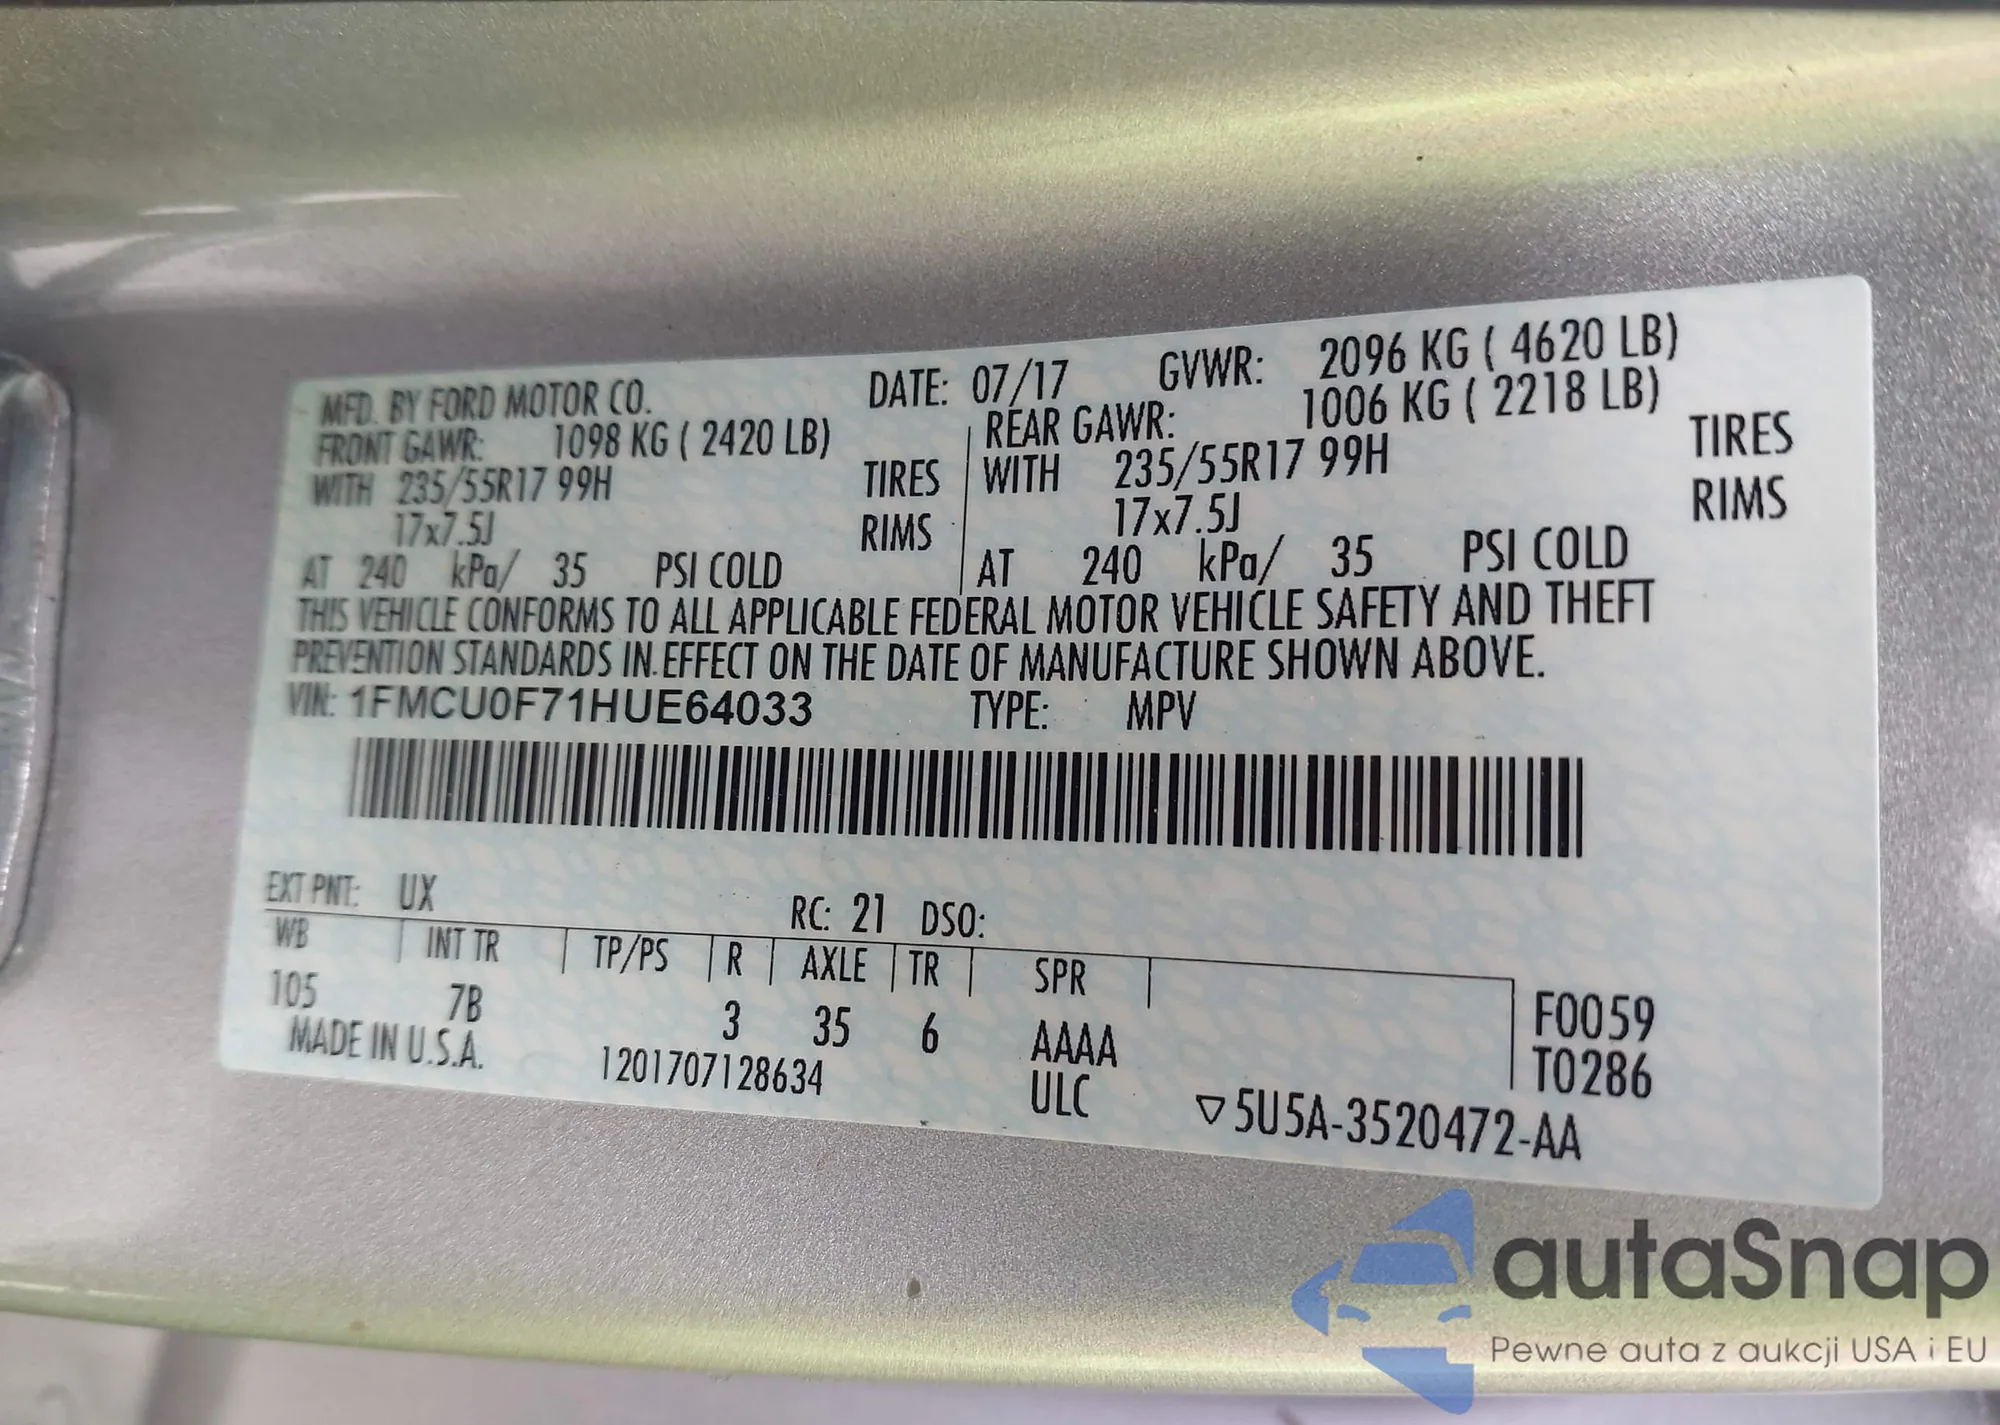 MFD. BY FORD MOTOR CO. DATE: 07/17 GVWR: 2096 KG ( 4620 LB)
FRONT GAWR: 1098 KG ( 2420 LB) REAR GAWR: 1006 KG ( 2218 LB)
WITH 235/55R17 99H TIRES WITH 235/55R17 99H TIRES
17x7.5J RIMS 17x7.5J RIMS
AT 240 kPa/ 35 PSI COLD AT 240 kPa/ 35 PSI COLD
THIS VEHICLE CONFORMS TO ALL APPLICABLE FEDERAL MOTOR VEHICLE SAFETY AND THEFT
PREVENTION STANDARDS IN EFFECT ON THE DATE OF MANUFACTURE SHOWN ABOVE.
VIN: 1FMCU0F71HUE64033 TYPE: MPV
EXT PNT: UX RC: 21 DSO:
WB INT TR TP/PS R AXLE TR SPR
105 7B 3 35 6 AAAA F0059
MADE IN U.S.A. 1201707128634 ULC T0286
▽5U5A-3520472-AA
autaSnap
Pewne auta z aukcji USA i EU